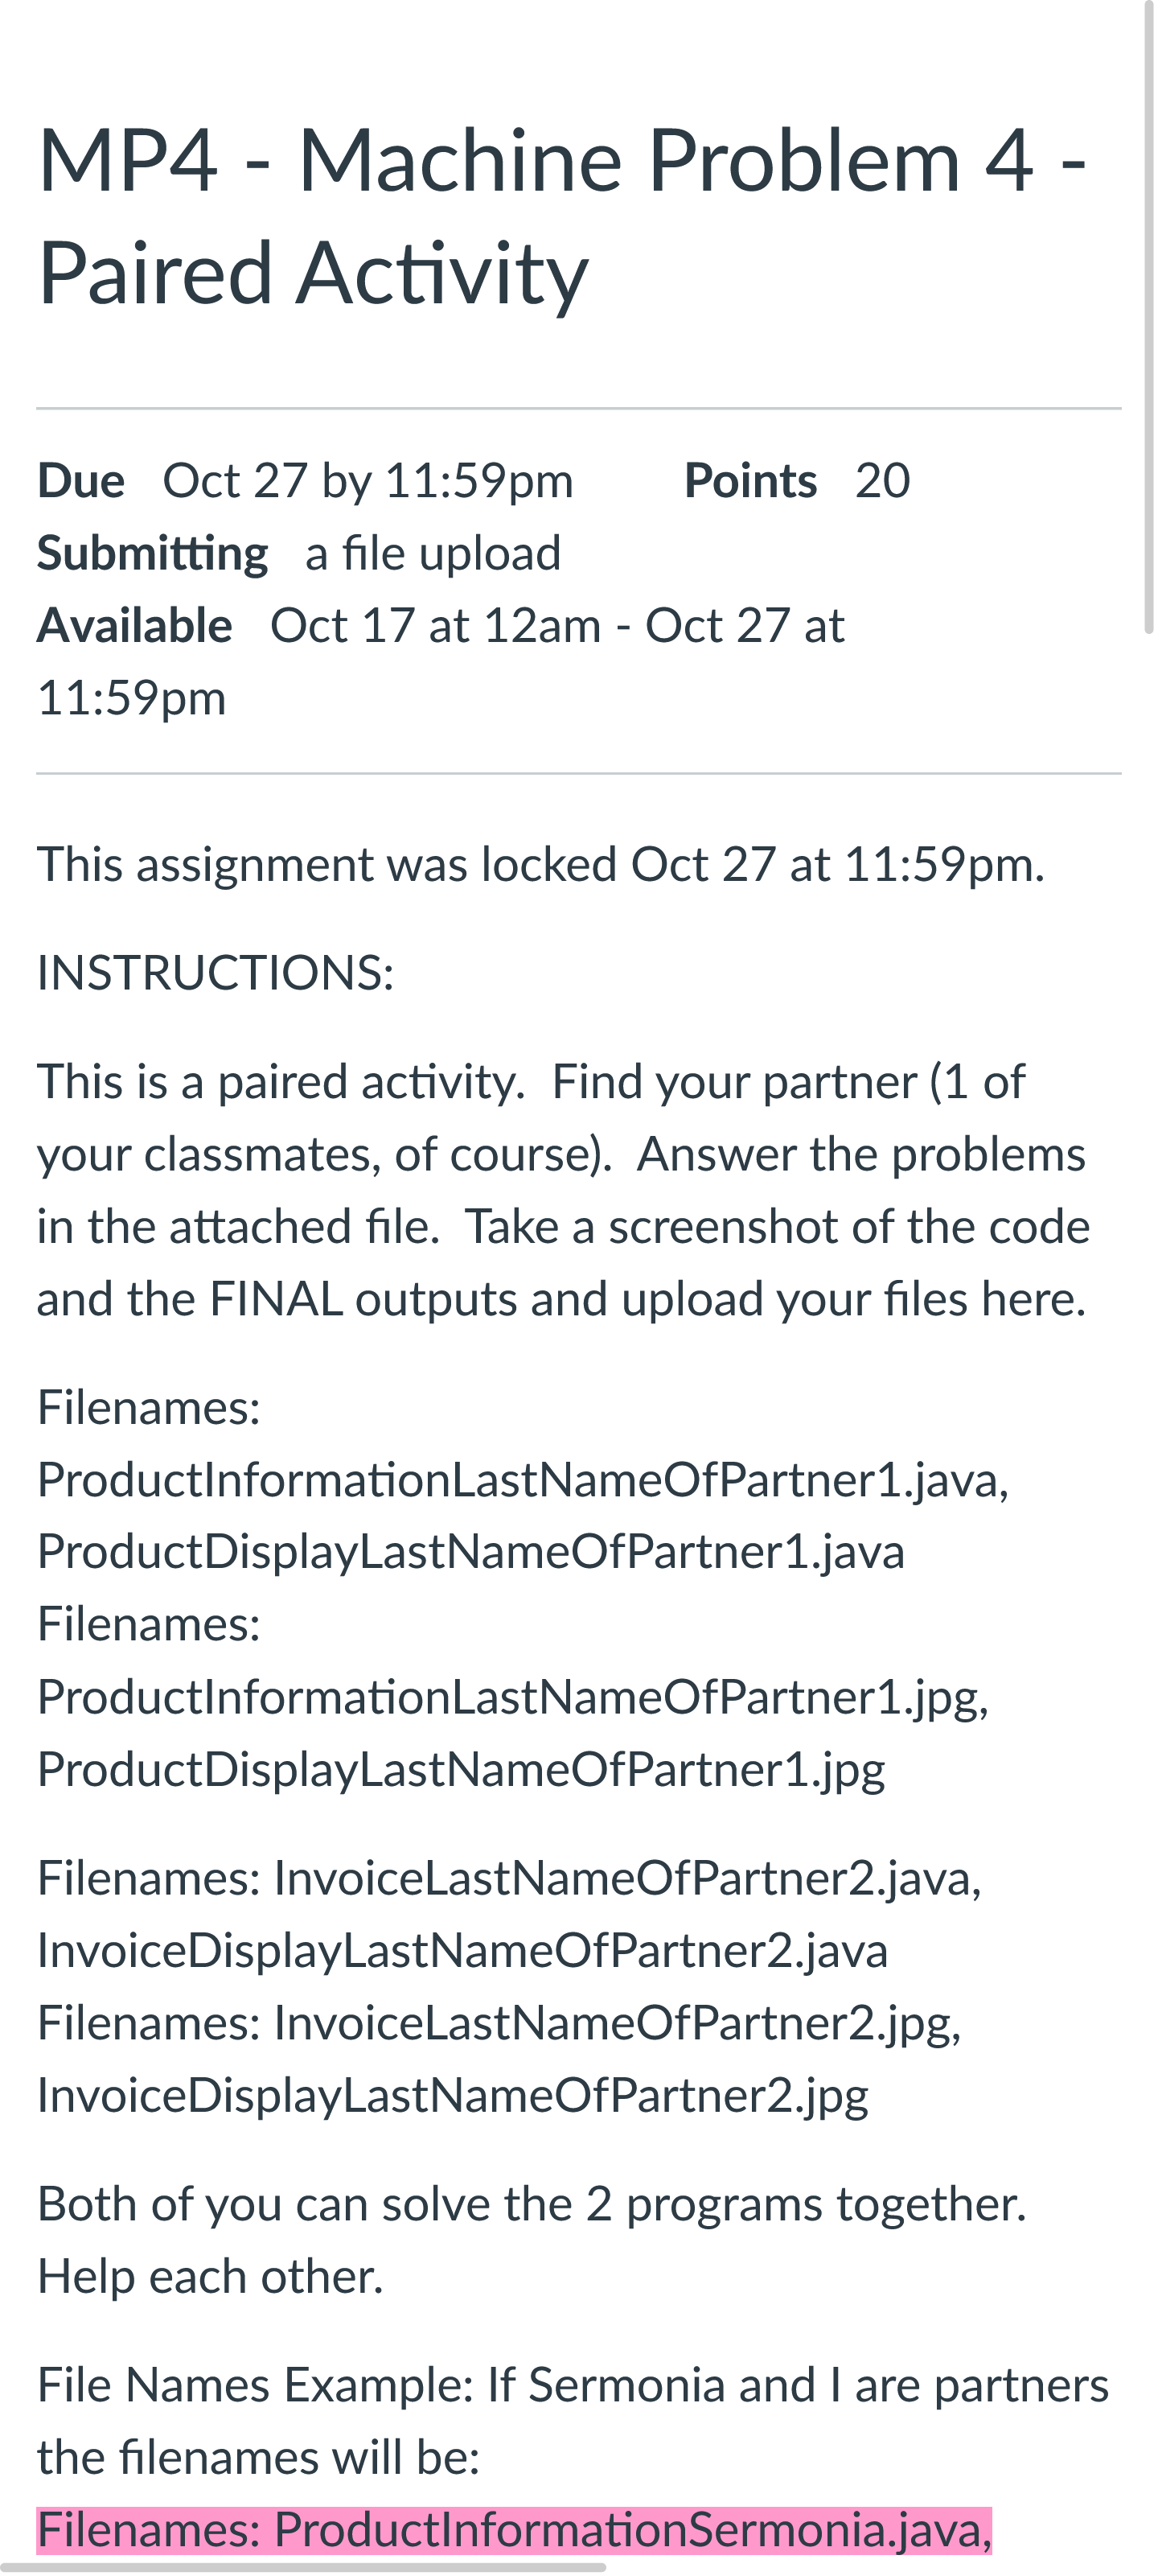 MP4 - Machine Problem 4 -
Paired Activity
Due Oct 27 by 11:59pm Points 20
Submitting a file upload
Available Oct 17 at 12am - Oct 27 at
11:59pm
This assignment was locked Oct 27 at 11:59pm.
INSTRUCTIONS:
This is a paired activity.  Find your partner (1 of
your classmates, of course).  Answer the problems
in the attached file.  Take a screenshot of the code
and the FINAL outputs and upload your files here.
Filenames:
ProductInformationLastNameOfPartner1.java,
ProductDisplayLastNameOfPartner1.java
Filenames:
ProductInformationLastNameOfPartner1.jpg,
ProductDisplayLastNameOfPartner1.jpg
Filenames: InvoiceLastNameOfPartner2.java,
InvoiceDisplayLastNameOfPartner2.java
Filenames: InvoiceLastNameOfPartner2.jpg,
InvoiceDisplayLastNameOfPartner2.jpg
Both of you can solve the 2 programs together.
Help each other.
File Names Example: If Sermonia and I are partners
the filenames will be:
Filenames: ProductInformationSermonia.java,